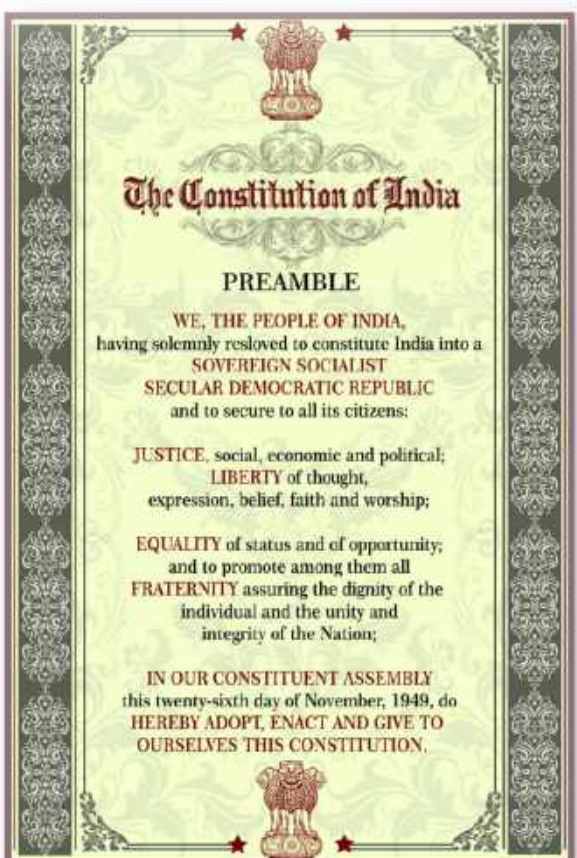 The Constitution of India
PREAMBLE
WE, THE PEOPLE OF INDIA,
having solemnly resloved to constitute India into a
SOVEREIGN SOCIALIST
SECULAR DEMOCRATIC REPUBLIC
and to secure to all its citizens:
JUSTICE, social, economic and political;
LIBERTY of thought,
expression, belief, faith and worship;
EQUALITY of status and of opportunity;
and to promote among them all
FRATERNITY assuring the dignity of the
individual and the unity and
integrity of the Nation;
IN OUR CONSTITUENT ASSEMBLY
this twenty-sixth day of November, 1949, do
HEREBY ADOPT, ENACT AND GIVE TO
OURSELVES THIS CONSTITUTION.